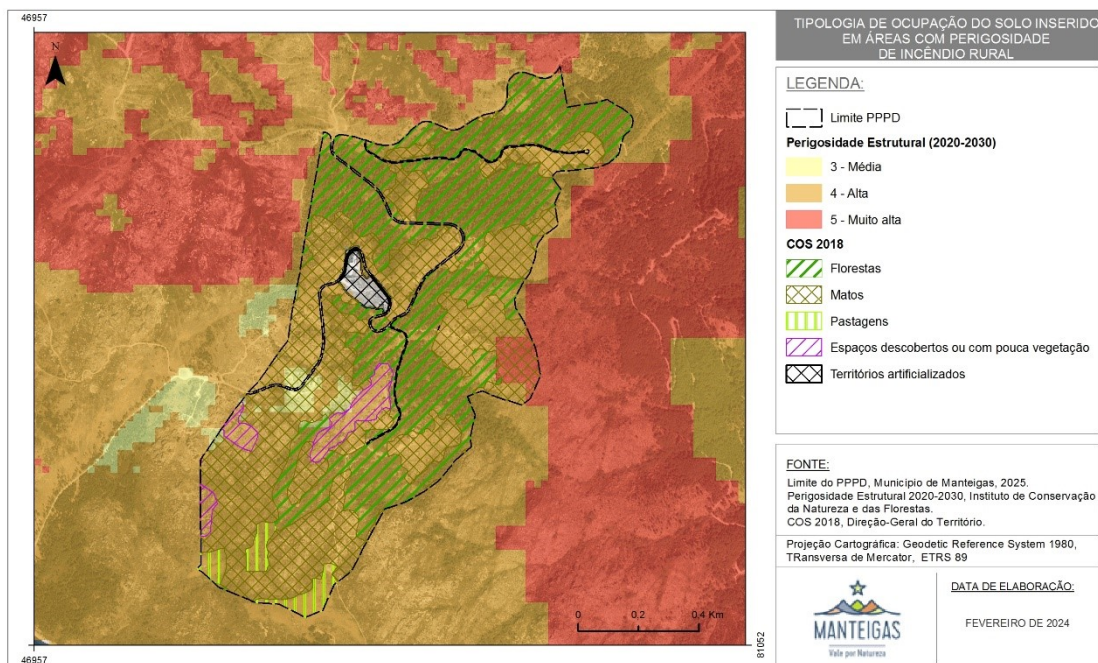 46957
N
0 0.2 0.4 Km
81052
46957
TIPOLOGIA DE OCUPAÇÃO DO SOLO INSERIDO
EM ÁREAS COM PERIGOSIDADE
DE INCÊNDIO RURAL
LEGENDA:
Limite PPPD
Perigosidade Estrutural (2020-2030)
3 - Média
4 - Alta
5 - Muito alta
COS 2018
Florestas
Matos
Pastagens
Espaços descobertos ou com pouca vegetação
Territórios artificializados
FONTE:
Limite do PPPD, Municipio de Manteigas, 2025.
Perigosidade Estrutural 2020-2030, Instituto de Conservação
da Natureza e das Florestas.
COS 2018, Direção-Geral do Território.
Projeção Cartográfica: Geodetic Reference System 1980,
TRansversa de Mercator, ETRS 89
MANTEIGAS
Vale por Natureza
DATA DE ELABORAÇÃO:
FEVEREIRO DE 2024